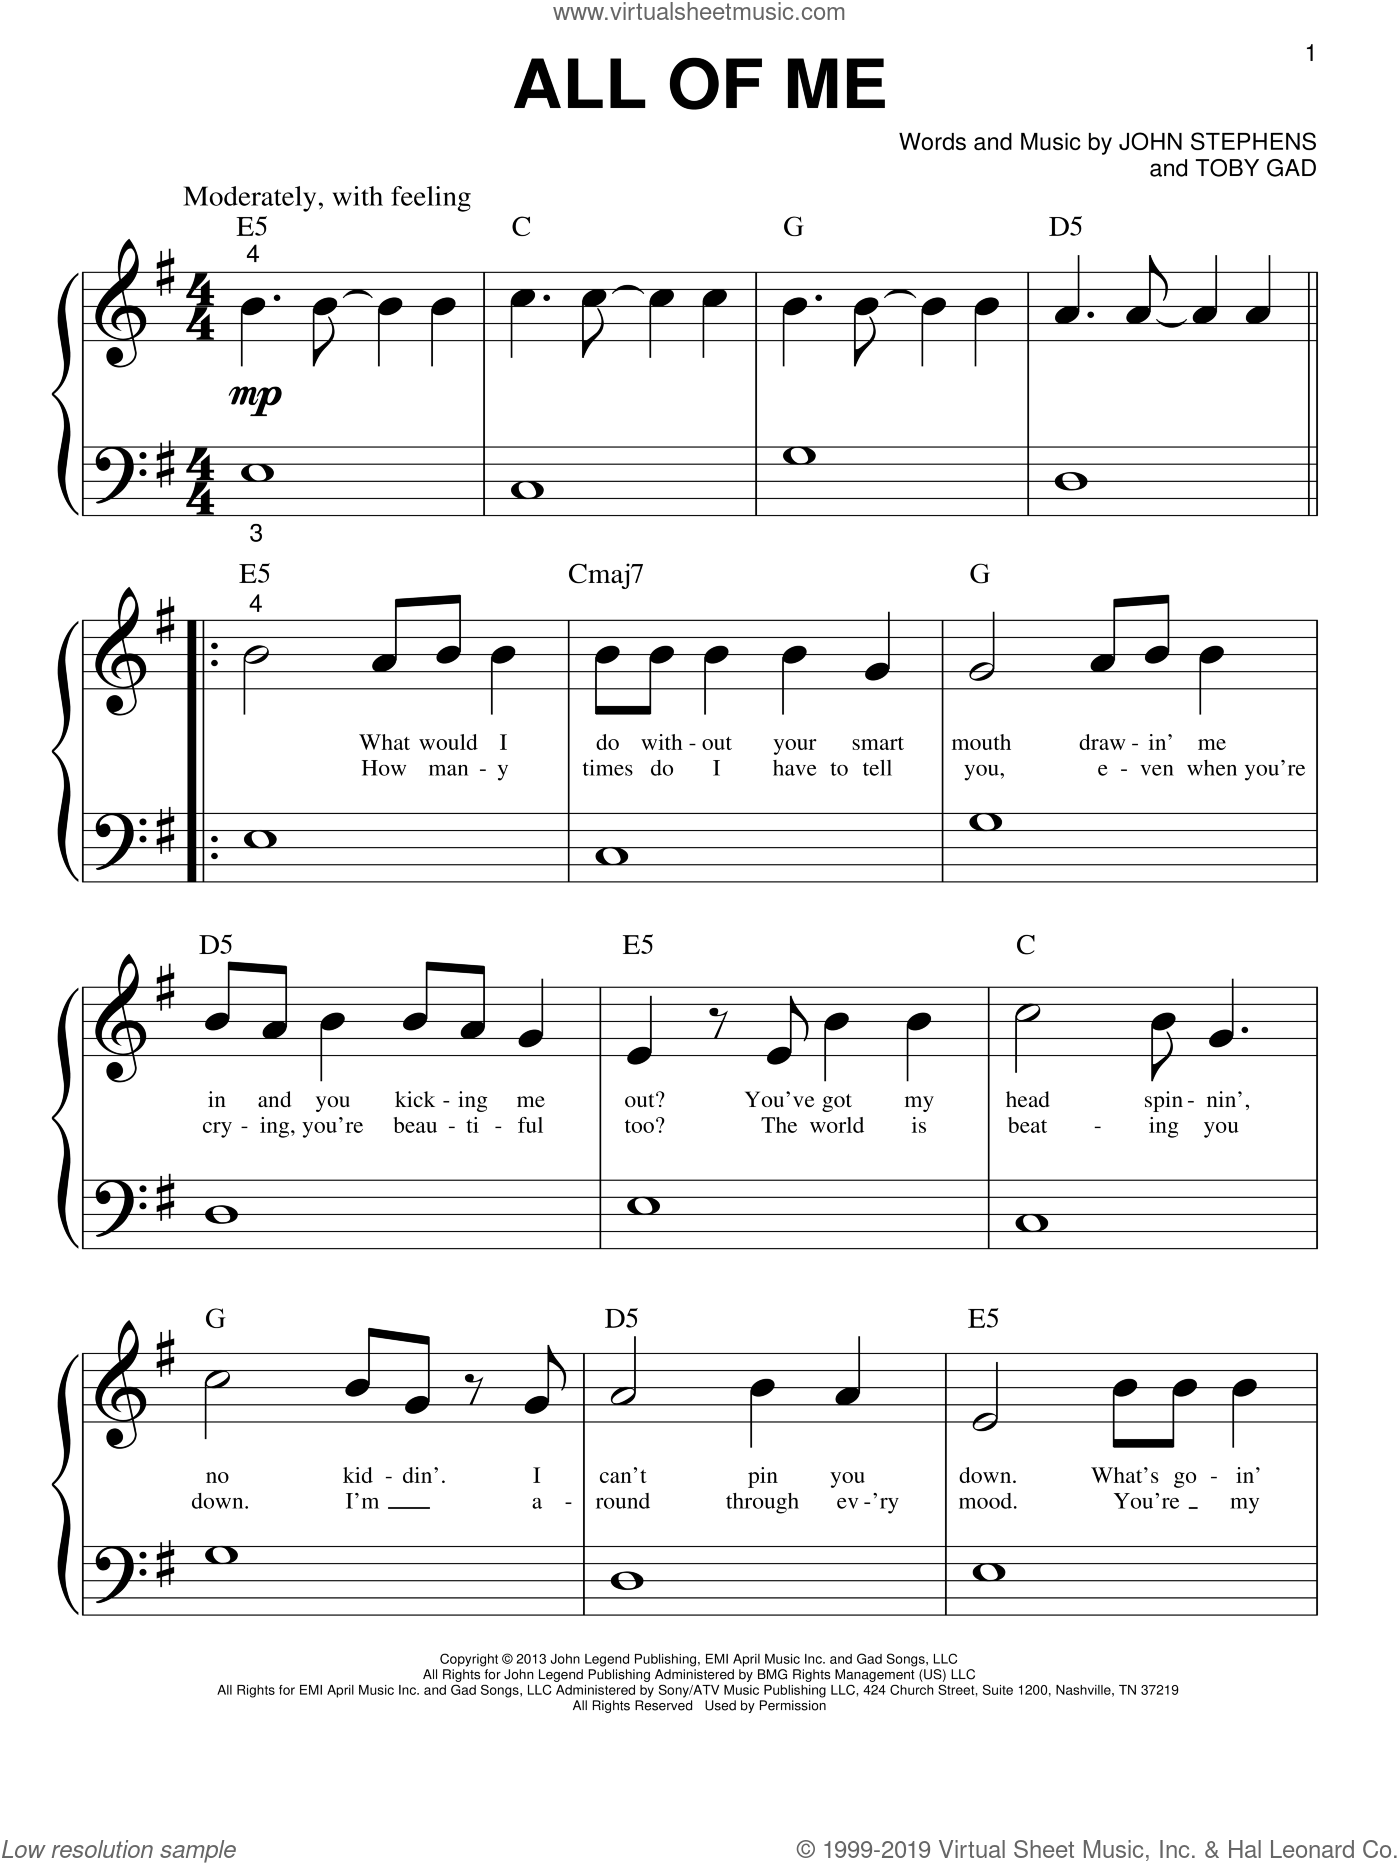 www.virtualsheetmusic.com
1
ALL OF ME
Words and Music by JOHN STEPHENS
and TOBY GAD
Moderately, with feeling
E5 C G D5
4
4 4
mp
4 4
3
E5 Cmaj7 G
4
What would I do with - out your smart mouth draw - in' me
How man - y times do I have to tell you, e - ven when you're
D5 E5 C
in and you kick - ing me out? You've got my head spin - nin',
cry - ing, you're beau - ti - ful too? The world is beat - ing you
G D5 E5
no kid - din'. I can't pin you down. What's go - in'
down. I'm a - round through ev -'ry mood. You're my
Copyright © 2013 John Legend Publishing, EMI April Music Inc. and Gad Songs, LLC
All Rights for John Legend Publishing Administered by BMG Rights Management (US) LLC
All Rights for EMI April Music Inc. and Gad Songs, LLC Administered by Sony/ATV Music Publishing LLC, 424 Church Street, Suite 1200, Nashville, TN 37219
All Rights Reserved Used by Permission
Low resolution sample
© 1999-2019 Virtual Sheet Music, Inc. & Hal Leonard Co.